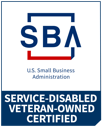 SBA
U.S. Small Business
Administration
SERVICE-DISABLED
VETERAN-OWNED
CERTIFIED